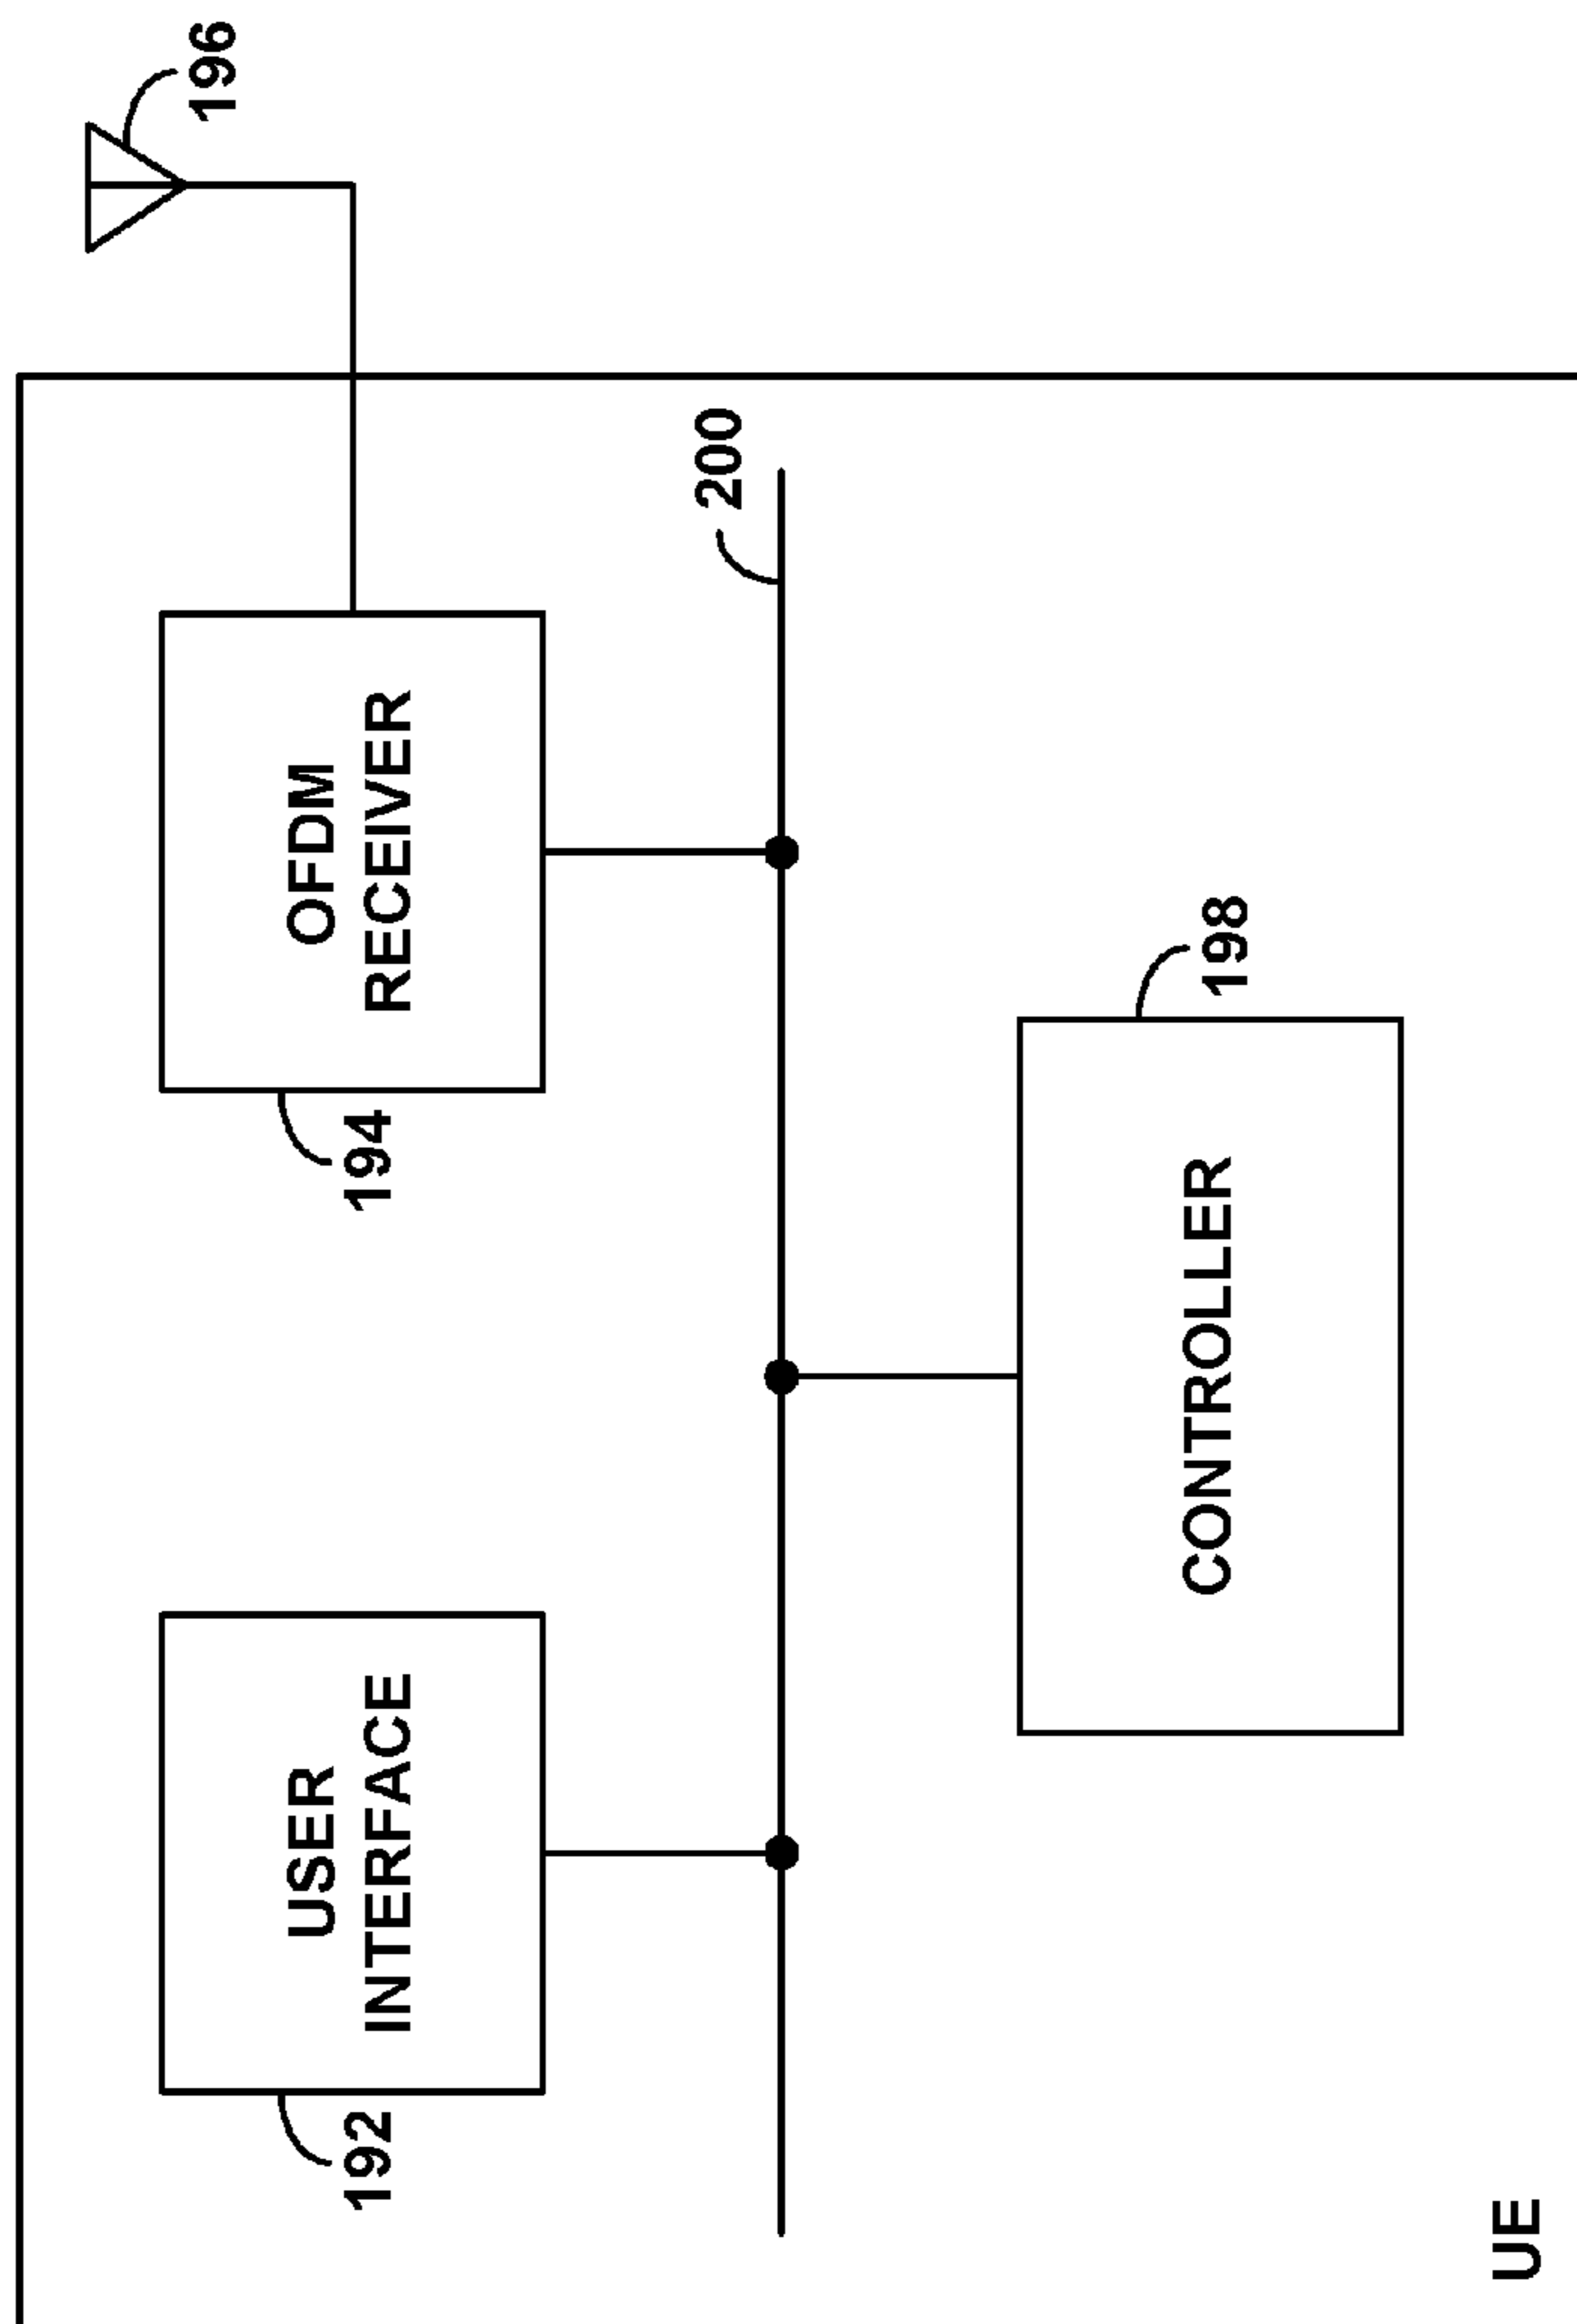 196
OFDM
RECEIVER
194
200
USER
INTERFACE
192
198
CONTROLLER
UE